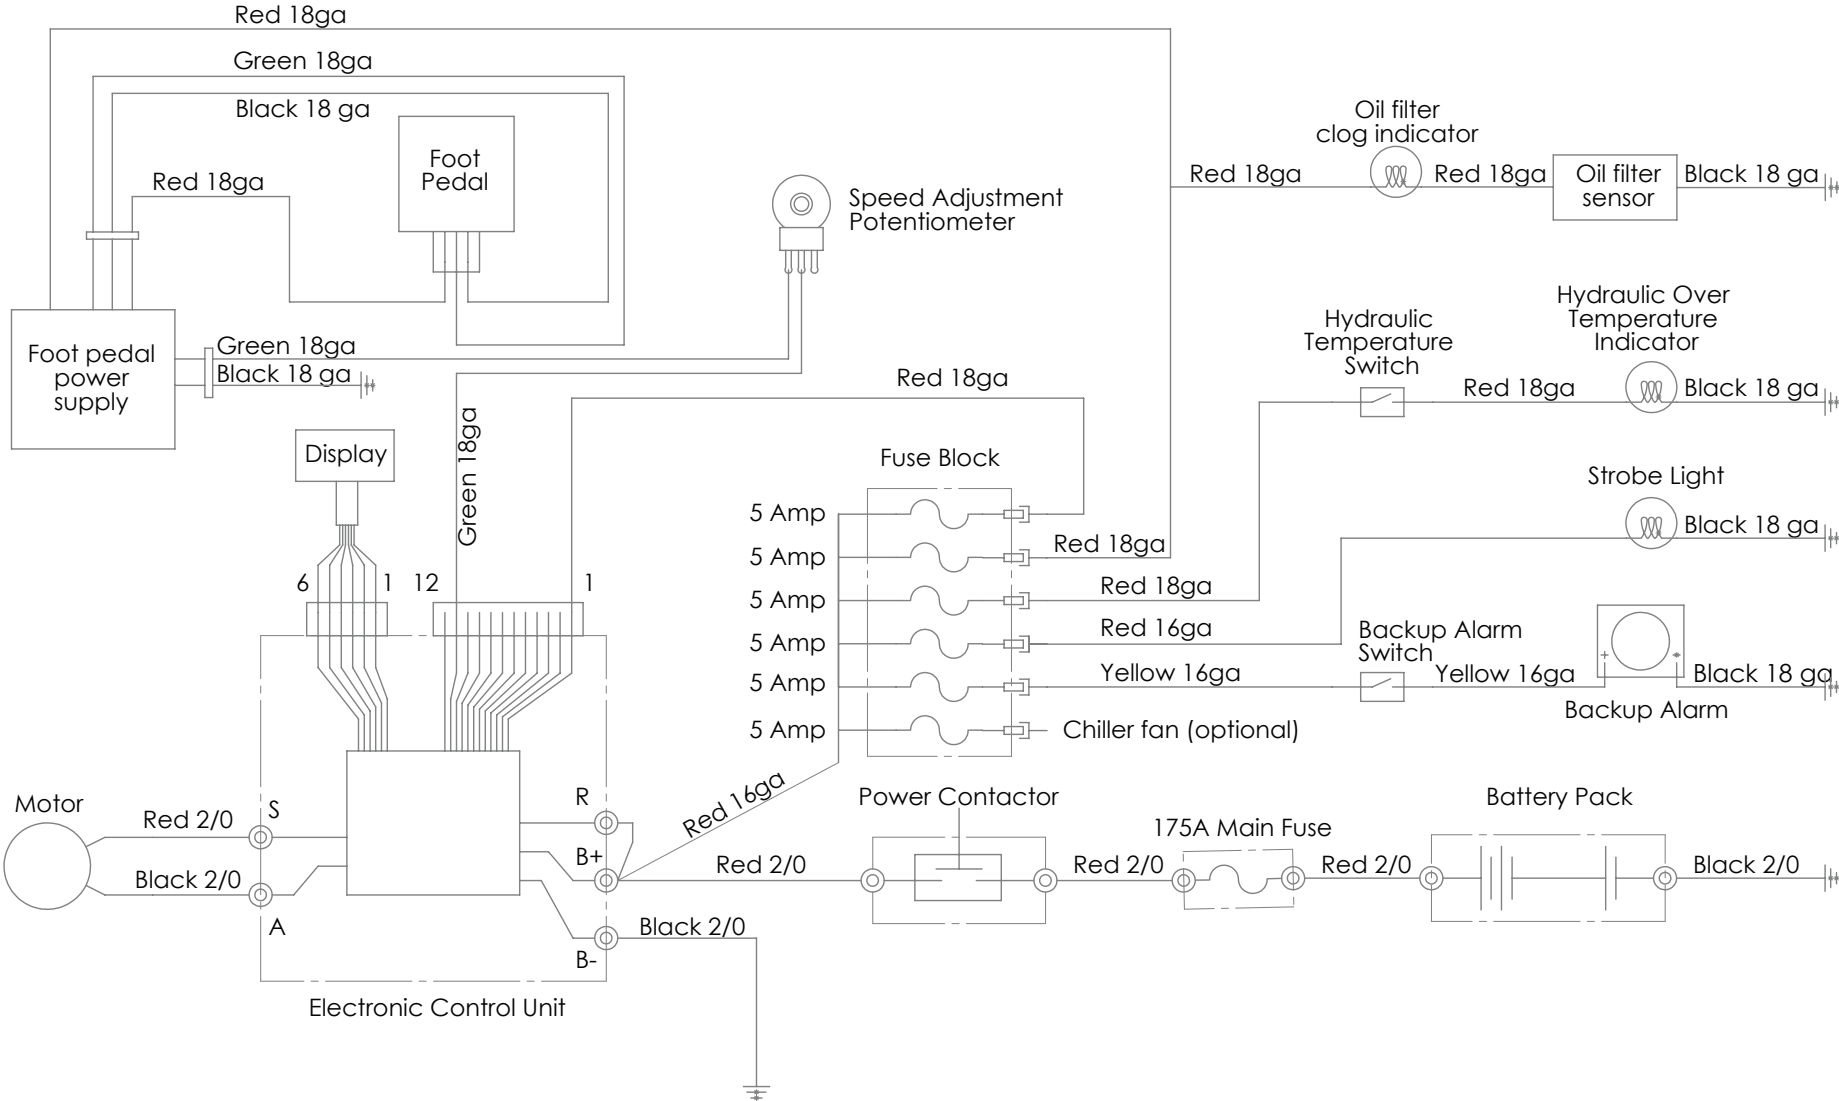 Red 18ga
Green 18ga
Black 18 ga
Foot
Pedal
Red 18ga
Speed Adjustment
Potentiometer
Oil filter
clog indicator
Red 18ga
Red 18ga
Oil filter
sensor
Black 18 ga
Foot pedal
power
supply
Green 18ga
Black 18 ga
Hydraulic
Temperature
Switch
Hydraulic Over
Temperature
Indicator
Red 18ga
Black 18 ga
Red 18ga
Green 18ga
Display
Fuse Block
Strobe Light
Black 18 ga
5 Amp
5 Amp
5 Amp
5 Amp
5 Amp
5 Amp
Red 18ga
Red 18ga
Red 16ga
Yellow 16ga
Chiller fan (optional)
Backup Alarm
Switch
Yellow 16ga
+
Black 18 ga
Backup Alarm
6
1
12
1
Red 16ga
Motor
Red 2/0
Black 2/0
S
A
R
B+
B-
Electronic Control Unit
Black 2/0
Red 2/0
Power Contactor
Red 2/0
175A Main Fuse
Red 2/0
Battery Pack
Black 2/0